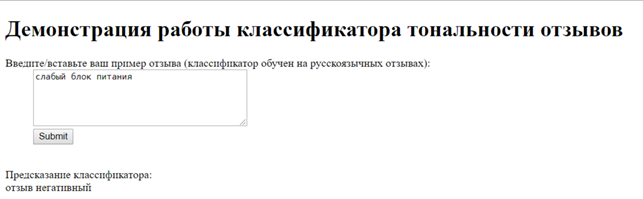 Демонстрация работы классификатора тональности отзывов
Введите/вставьте ваш пример отзыва (классификатор обучен на русскоязычных отзывах):
слабый блок питания
Submit
Предсказание классификатора:
отзыв негативный